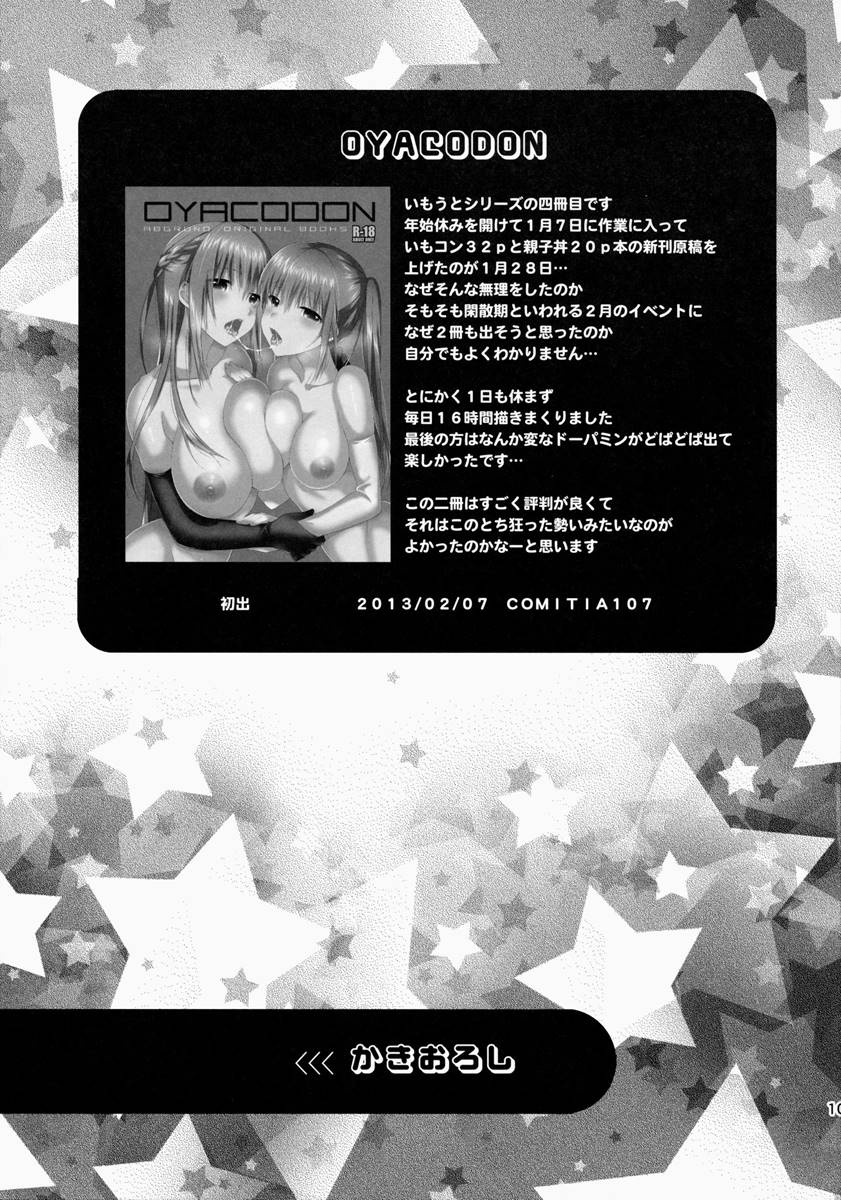 OYACODON
OYACODON
ABGRUND ORIGINAL BOOKS
R-18
ADULT ONLY
いもうとシリーズの四冊目です
年始休みを開けて１月７日に作業に入って
いもコン３２ｐと親子丼２０ｐ本の新刊原稿を
上げたのが１月２８日…
なぜそんな無理をしたのか
そもそも閑散期といわれる２月のイベントに
なぜ２冊も出そうと思ったのか
自分でもよくわかりません…
とにかく１日も休まず
毎日１６時間描きまくりました
最後の方はなんか変なドーパミンがどぱどぱ出て
楽しかったです…
この二冊はすごく評判が良くて
それはこのとち狂った勢いみたいなのが
よかったのかなーと思います
初出 2013/02/07 COMITIA107
<<< かきおろし